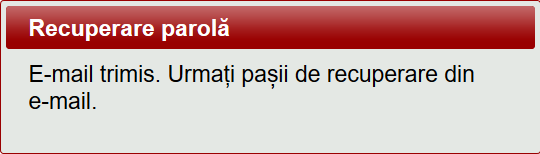 Recuperare parolă
E-mail trimis. Urmați pașii de recuperare din
e-mail.